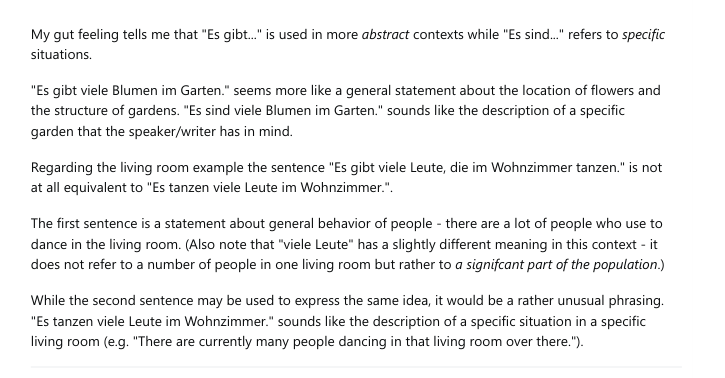 My gut feeling tells me that "Es gibt..." is used in more abstract contexts while "Es sind..." refers to specific
situations.
"Es gibt viele Blumen im Garten." seems more like a general statement about the location of flowers and
the structure of gardens. "Es sind viele Blumen im Garten." sounds like the description of a specific
garden that the speaker/writer has in mind.
Regarding the living room example the sentence "Es gibt viele Leute, die im Wohnzimmer tanzen." is not
at all equivalent to "Es tanzen viele Leute im Wohnzimmer.".
The first sentence is a statement about general behavior of people - there are a lot of people who use to
dance in the living room. (Also note that "viele Leute" has a slightly different meaning in this context - it
does not refer to a number of people in one living room but rather to a signifcant part of the population.)
While the second sentence may be used to express the same idea, it would be a rather unusual phrasing.
"Es tanzen viele Leute im Wohnzimmer." sounds like the description of a specific situation in a specific
living room (e.g. "There are currently many people dancing in that living room over there.").